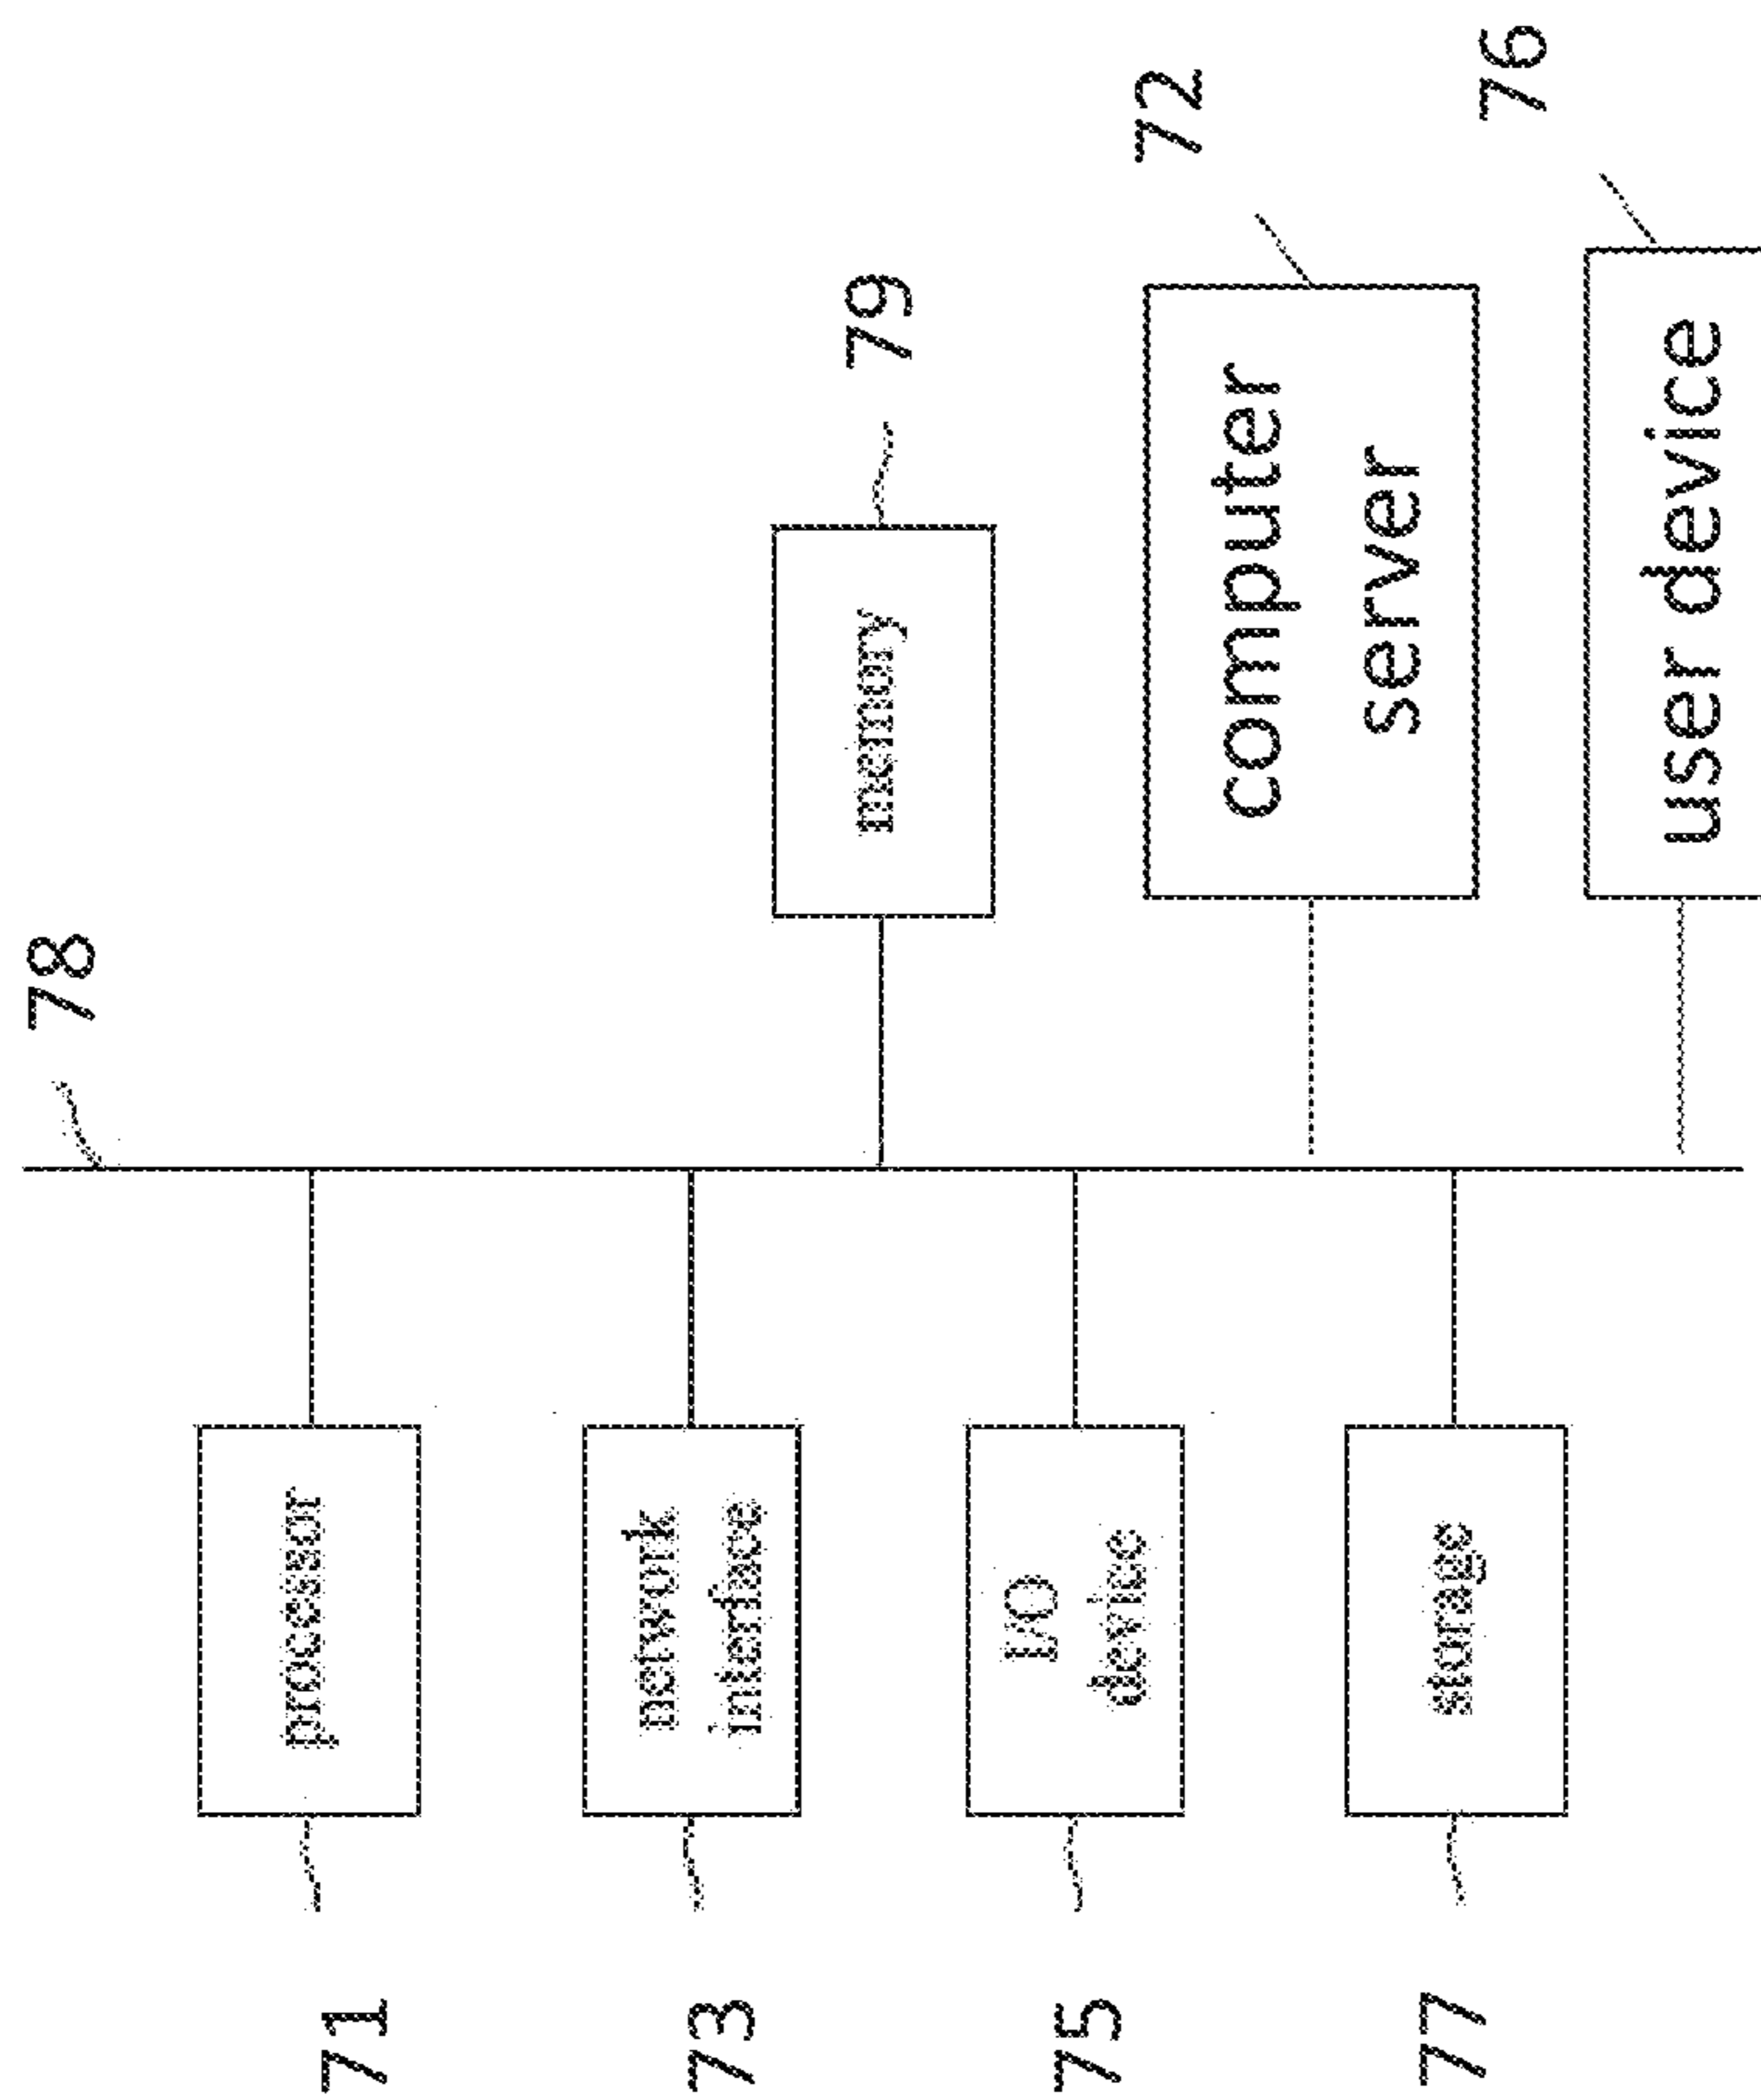 78
71
processor
73
network
interface
79
memory
75
I/O
device
72
computer
server
77
storage
76
user device